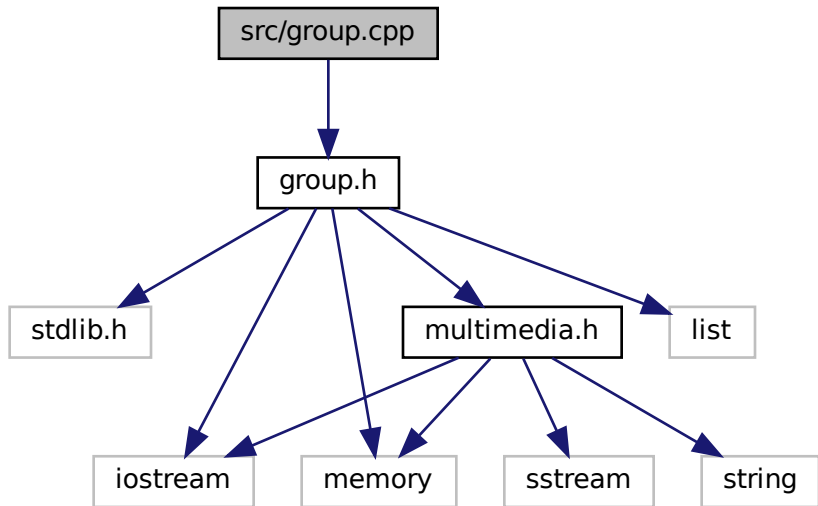 src/group.cpp
group.h
stdlib.h
multimedia.h
list
iostream
memory
sstream
string